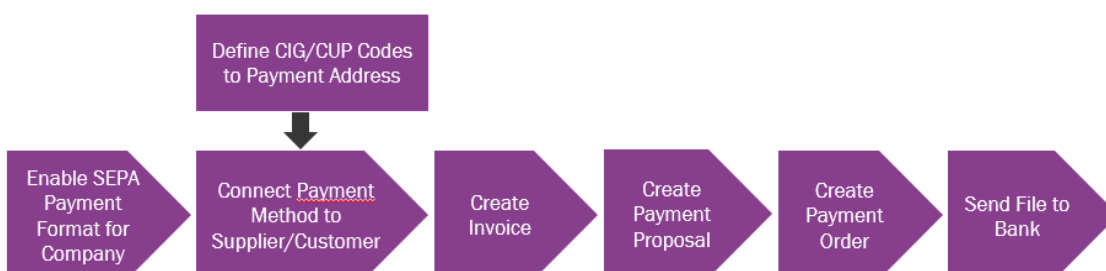 Define CIG/CUP Codes
to Payment Address
Enable SEPA
Payment
Format for
Company
Connect Payment
Method to
Supplier/Customer
Create
Invoice
Create
Payment
Proposal
Create
Payment
Order
Send File to
Bank